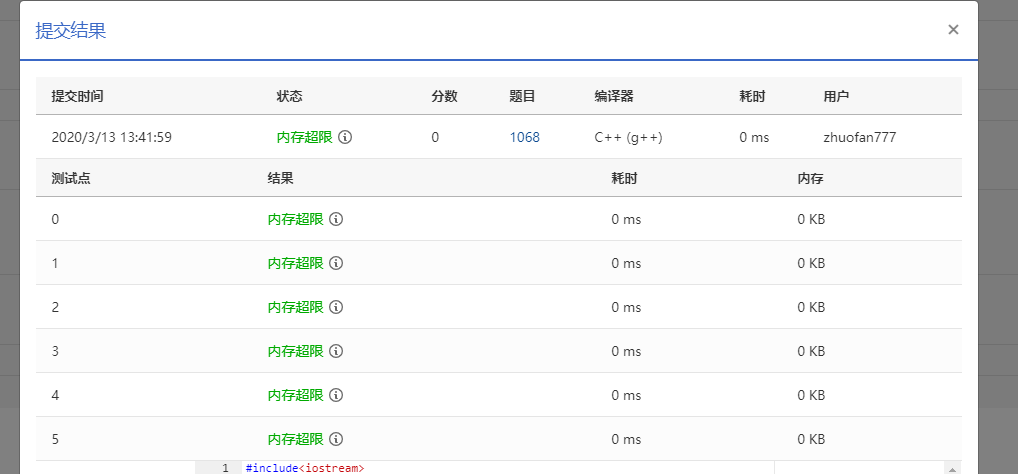 提交结果 ×
提交时间 状态 分数 题目 编译器 耗时 用户
2020/3/13 13:41:59 内存超限 0 1068 C++ (g++) 0 ms zhuofan777
测试点 结果 耗时 内存
0 内存超限 0 ms 0 KB
1 内存超限 0 ms 0 KB
2 内存超限 0 ms 0 KB
3 内存超限 0 ms 0 KB
4 内存超限 0 ms 0 KB
5 内存超限 0 ms 0 KB
1 #include<iostream>